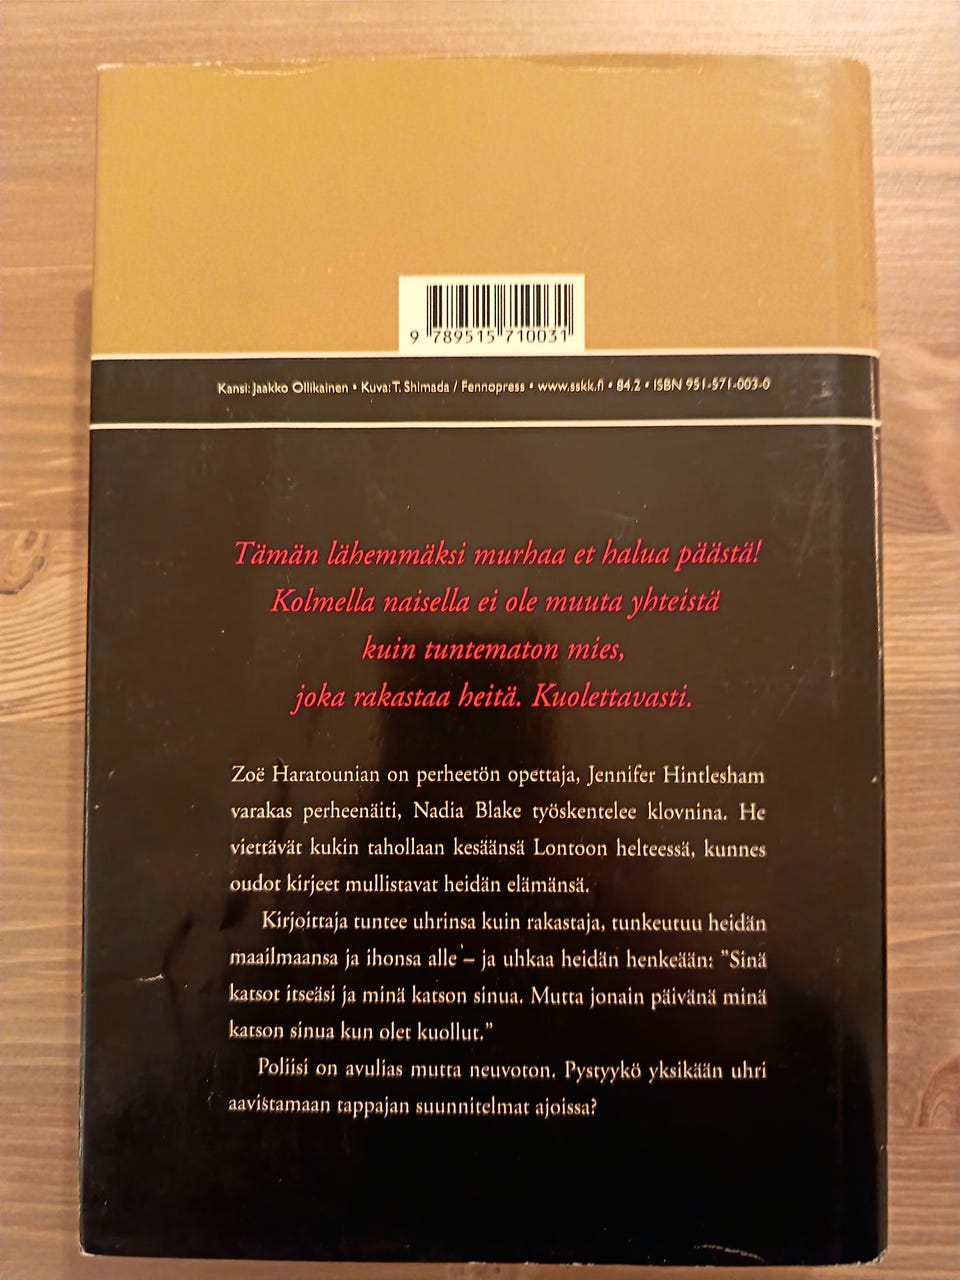 9 789515 710031
Kansi: Jaakko Ollikainen • Kuva: T. Shimada / Fennopress • www.sskk.fi • 84.2 • ISBN 951-571-003-0
Tämän lähemmäksi murhaa et halua päästä!
Kolmella naisella ei ole muuta yhteistä
kuin tuntematon mies,
joka rakastaa heitä. Kuolettavasti.
Zoë Haratounian on perheetön opettaja, Jennifer Hintlesham
varakas perheenäiti, Nadia Blake työskentelee klovnina. He
viettävät kukin tahollaan kesäänsä Lontoon helteessä, kunnes
oudot kirjeet mullistavat heidän elämänsä.
Kirjoittaja tuntee uhrinsa kuin rakastaja, tunkeutuu heidän
maailmaansa ja ihonsa alle – ja uhkaa heidän henkeään: ”Sinä
katsot itseäsi ja minä katson sinua. Mutta jonain päivänä minä
katson sinua kun olet kuollut.”
Poliisi on avulias mutta neuvoton. Pystyykö yksikään uhri
aavistamaan tappajan suunnitelmat ajoissa?